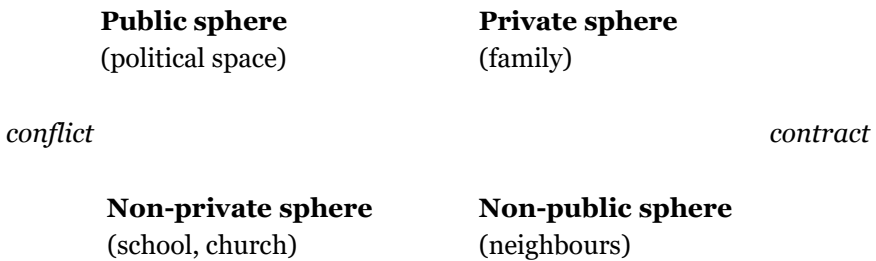 Public sphere Private sphere
(political space) (family)
conflict contract
Non-private sphere Non-public sphere
(school, church) (neighbours)